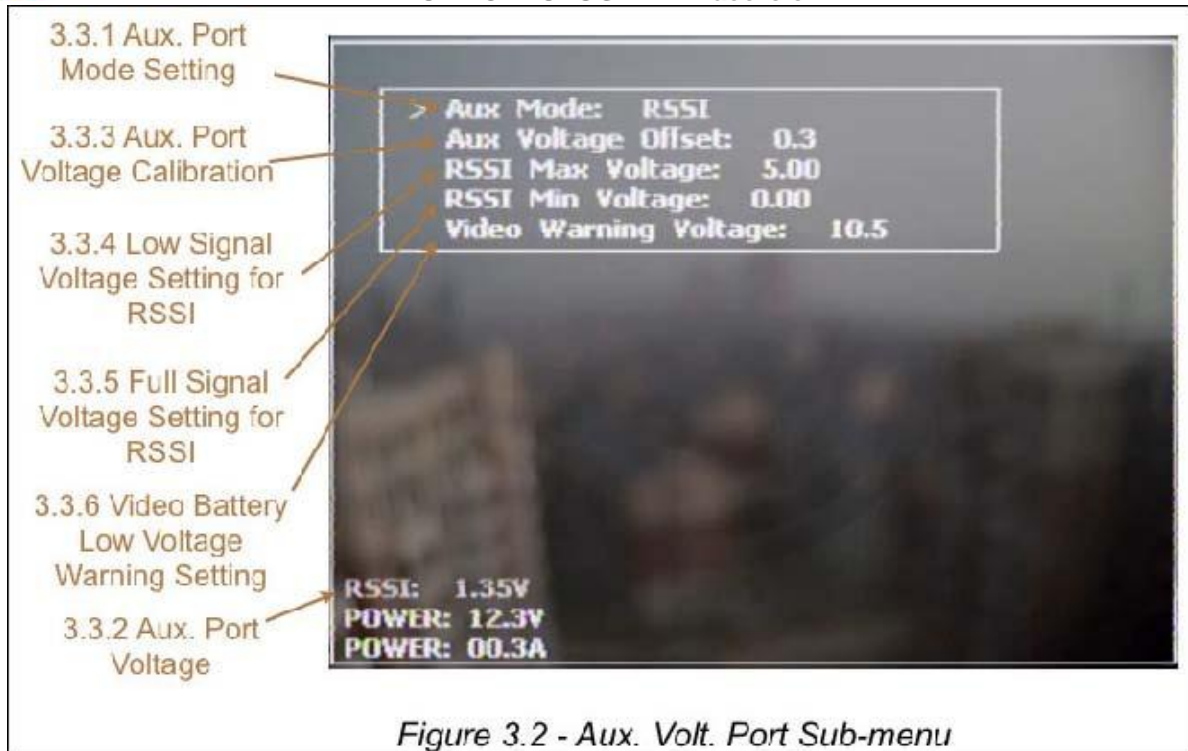 3.3.1 Aux. Port
Mode Setting
3.3.3 Aux. Port
Voltage Calibration
3.3.4 Low Signal
Voltage Setting for
RSSI
3.3.5 Full Signal
Voltage Setting for
RSSI
3.3.6 Video Battery
Low Voltage
Warning Setting
3.3.2 Aux. Port
Voltage
> Aux Mode: RSSI
Aux Voltage Offset: 0.3
RSSI Max Voltage: 5.00
RSSI Min Voltage: 0.00
Video Warning Voltage: 10.5
RSSI: 1.35V
POWER: 12.3V
POWER: 00.3A
Figure 3.2 - Aux. Volt. Port Sub-menu